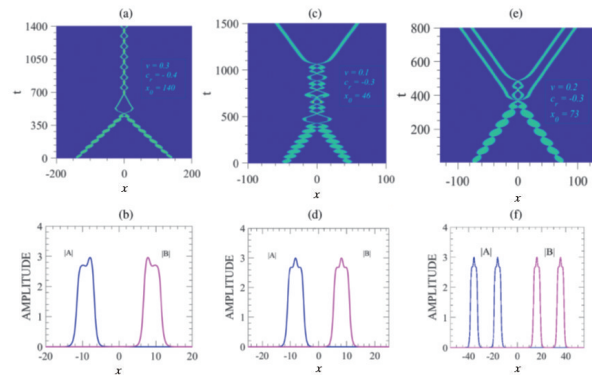 (a)
1400
1050
700
350
0
t
v = 0.3
c_r = - 0.4
x_0 = 140
-200
0
200
x
(c)
1500
1000
500
0
t
v = 0.1
c_r = -0.3
x_0 = 46
-100
0
100
x
(e)
800
600
400
200
0
t
v = 0.2
c_r = -0.3
x_0 = 73
-100
0
100
x
(b)
AMPLITUDE
4
3
2
1
0
|A|
|B|
-20
-10
0
10
20
x
(d)
AMPLITUDE
4
3
2
1
0
|A|
|B|
-20
-10
0
10
20
x
(f)
AMPLITUDE
4
3
2
1
0
|A|
|B|
-40
-20
0
20
40
x